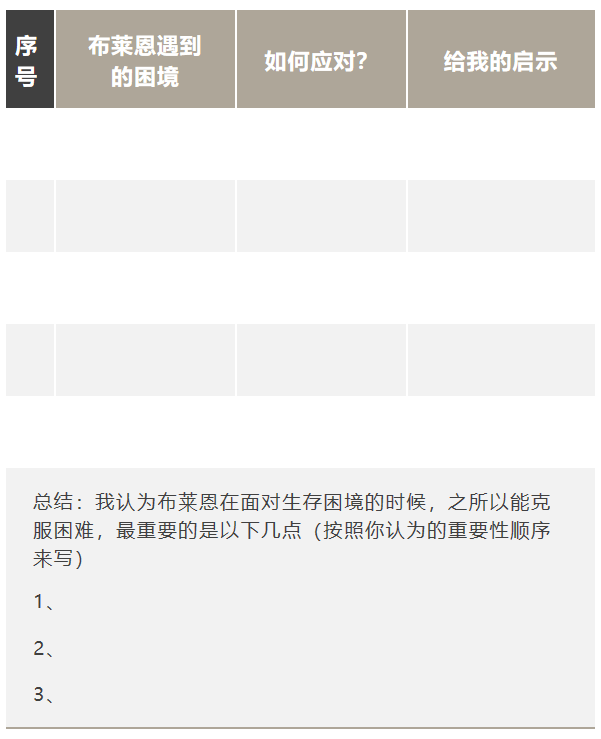 序号
布莱恩遇到
的困境
如何应对？
给我的启示
总结：我认为布莱恩在面对生存困境的时候，之所以能克
服困难，最重要的是以下几点（按照你认为的重要性顺序
来写）
1、
2、
3、